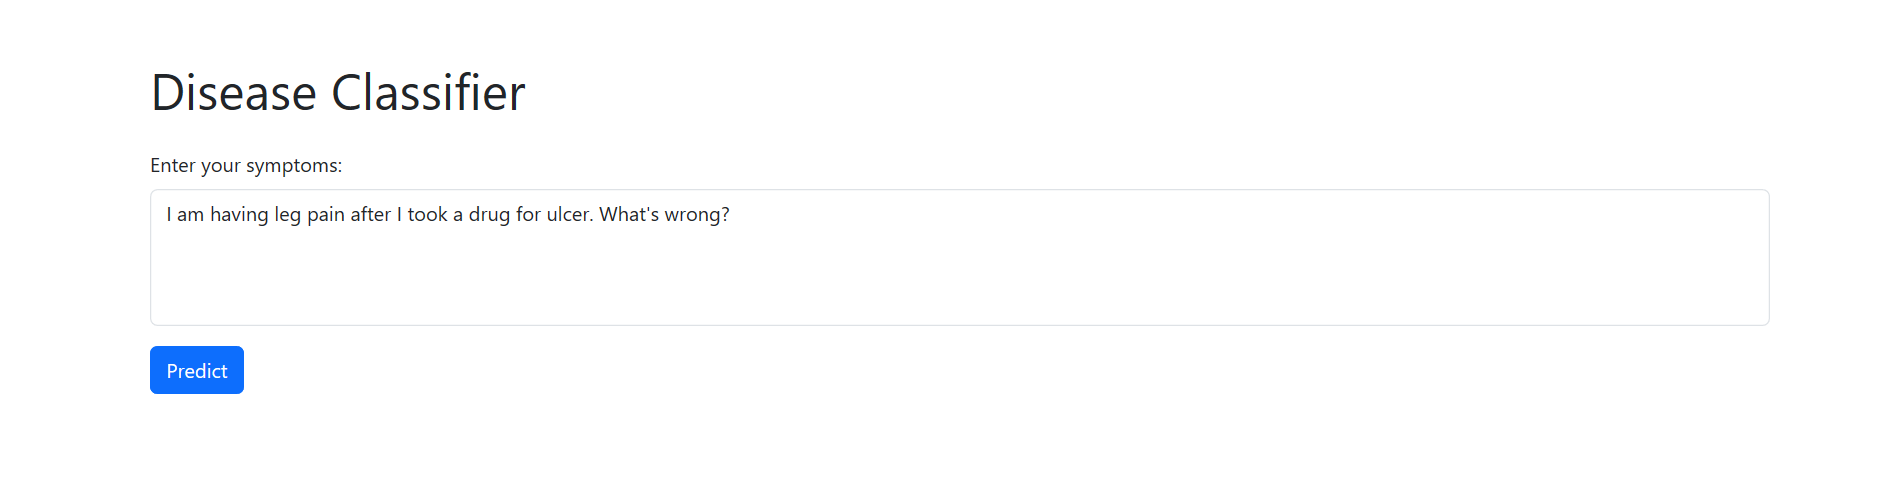 Disease Classifier
Enter your symptoms:
I am having leg pain after I took a drug for ulcer. What's wrong?
Predict